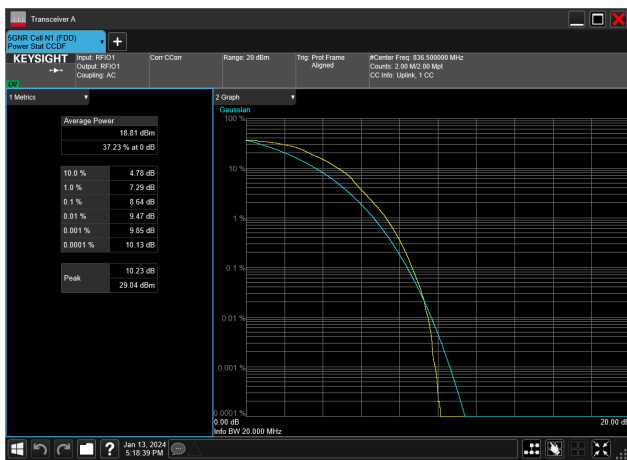 Transceiver A
5GNR Cell N1 (FDD)
Power Stat CCDF
KEYSIGHT
LXI
Input: RFIO1
Output: RFIO1
Coupling: AC
Corr CCorr
Range: 20 dBm
Trig: Prot Frame
Aligned
#Center Freq: 836.500000 MHz
Counts: 2.00 M/2.00 Mpt
CC Info: Uplink, 1 CC
1 Metrics
Average Power
18.81 dBm
37.23 % at 0 dB
10.0 % 4.78 dB
1.0 % 7.29 dB
0.1 % 8.64 dB
0.01 % 9.47 dB
0.001 % 9.85 dB
0.0001 % 10.13 dB
Peak
10.23 dB
29.04 dBm
2 Graph
Gaussian
100 %
10 %
1 %
0.1 %
0.01 %
0.001 %
0.0001 %
0.00 dB
20.00 dB
Info BW 20.000 MHz
Jan 13, 2024
5:18:39 PM